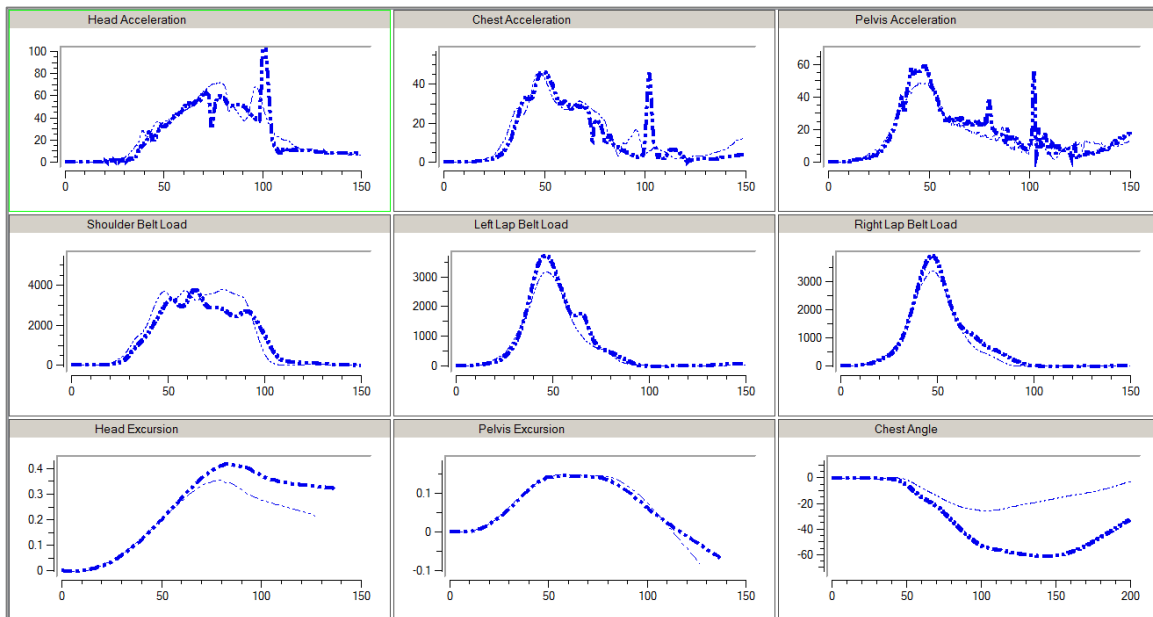 Head Acceleration
Chest Acceleration
Pelvis Acceleration
100
80
60
40
20
0
0 50 100 150
40
20
0
0 50 100 150
60
40
20
0
0 50 100 150
Shoulder Belt Load
Left Lap Belt Load
Right Lap Belt Load
4000
2000
0
0 50 100 150
3000
2000
1000
0
0 50 100 150
3000
2000
1000
0
0 50 100 150
Head Excursion
Pelvis Excursion
Chest Angle
0.4
0.3
0.2
0.1
0
0 50 100 150
0.1
0
-0.1
0 50 100 150
0
-20
-40
-60
0 50 100 150 200